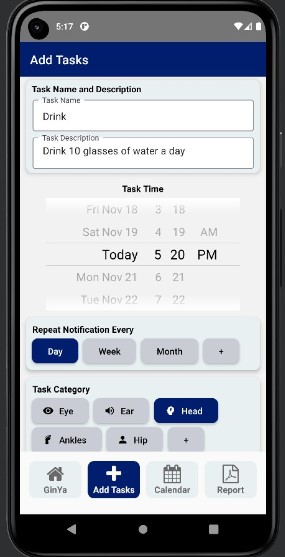 5:17
Add Tasks
Task Name and Description
Task Name
Drink
Task Description
Drink 10 glasses of water a day
Task Time
Fri Nov 18 3 18
Sat Nov 19 4 19 AM
Today 5 20 PM
Mon Nov 21 6 21
Tue Nov 22 7 22
Repeat Notification Every
Day Week Month +
Task Category
Eye Ear Head
Ankles Hip +
GinYa Add Tasks Calendar Report